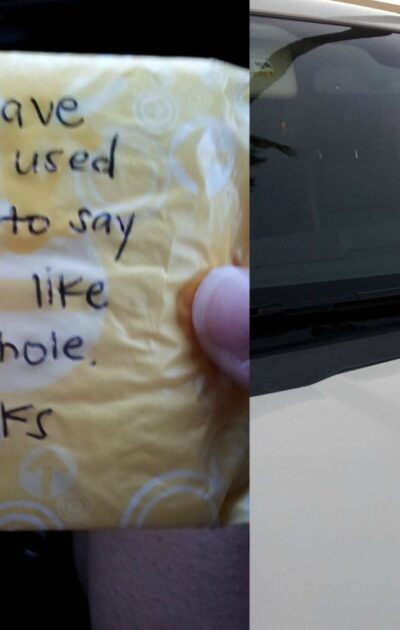 ave
used
to say
like
hole.
ks